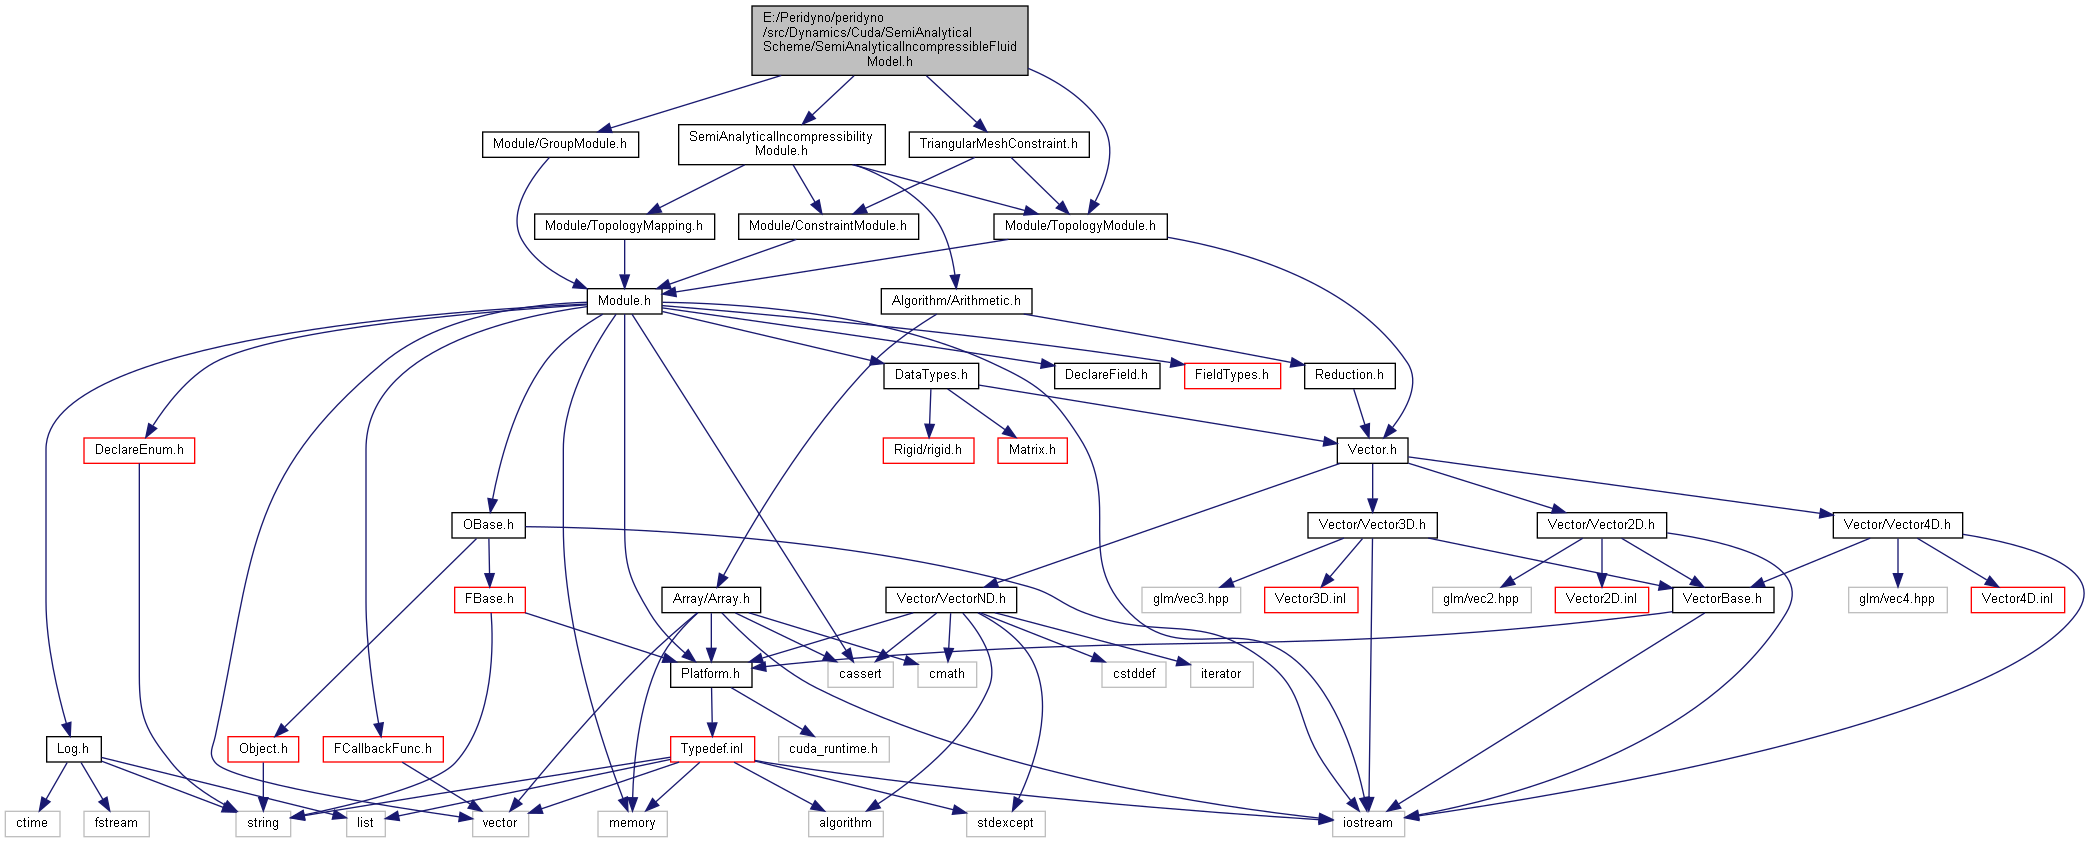 E:/Peridyno/peridyno
/src/Dynamics/Cuda/SemiAnalytical
Scheme/SemiAnalyticalIncompressibleFluid
Model.h
Module/GroupModule.h
SemiAnalyticalIncompressibility
Module.h
TriangularMeshConstraint.h
Module/TopologyMapping.h
Module/ConstraintModule.h
Module/TopologyModule.h
Module.h
Algorithm/Arithmetic.h
DataTypes.h
DeclareField.h
FieldTypes.h
Reduction.h
DeclareEnum.h
Rigid/rigid.h
Matrix.h
Vector.h
OBase.h
Vector/Vector3D.h
Vector/Vector2D.h
Vector/Vector4D.h
FBase.h
Array/Array.h
Vector/VectorND.h
glm/vec3.hpp
Vector3D.inl
glm/vec2.hpp
Vector2D.inl
VectorBase.h
glm/vec4.hpp
Vector4D.inl
Platform.h
cassert
cmath
cstddef
iterator
Log.h
Object.h
FCallbackFunc.h
Typedef.inl
cuda_runtime.h
ctime
fstream
string
list
vector
memory
algorithm
stdexcept
iostream